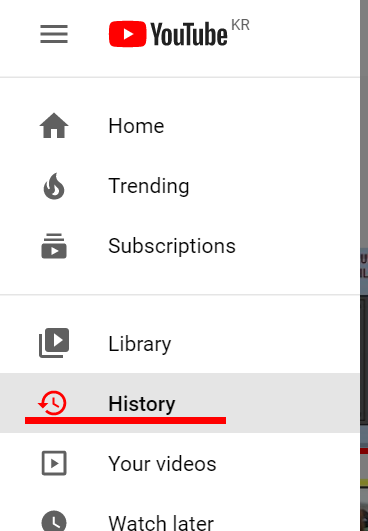 YouTube KR
Home
Trending
Subscriptions
Library
History
Your videos
Watch later